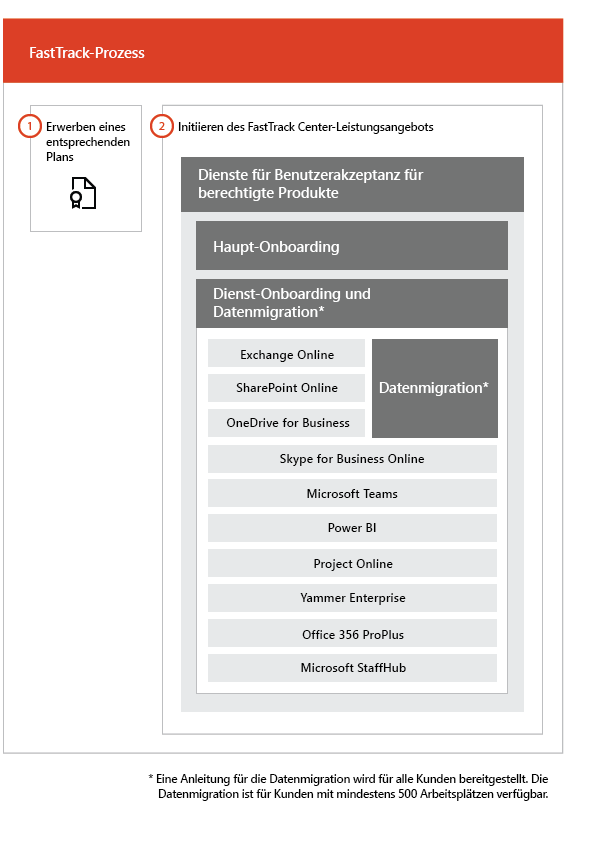 FastTrack-Prozess
1
Erwerben eines
entsprechenden
Plans
2
Initiieren des FastTrack Center-Leistungsangebots
Dienste für Benutzerakzeptanz für
berechtigte Produkte
Haupt-Onboarding
Dienst-Onboarding und
Datenmigration*
Exchange Online
SharePoint Online
OneDrive for Business
Datenmigration*
Skype for Business Online
Microsoft Teams
Power BI
Project Online
Yammer Enterprise
Office 356 ProPlus
Microsoft StaffHub
* Eine Anleitung für die Datenmigration wird für alle Kunden bereitgestellt. Die
Datenmigration ist für Kunden mit mindestens 500 Arbeitsplätzen verfügbar.